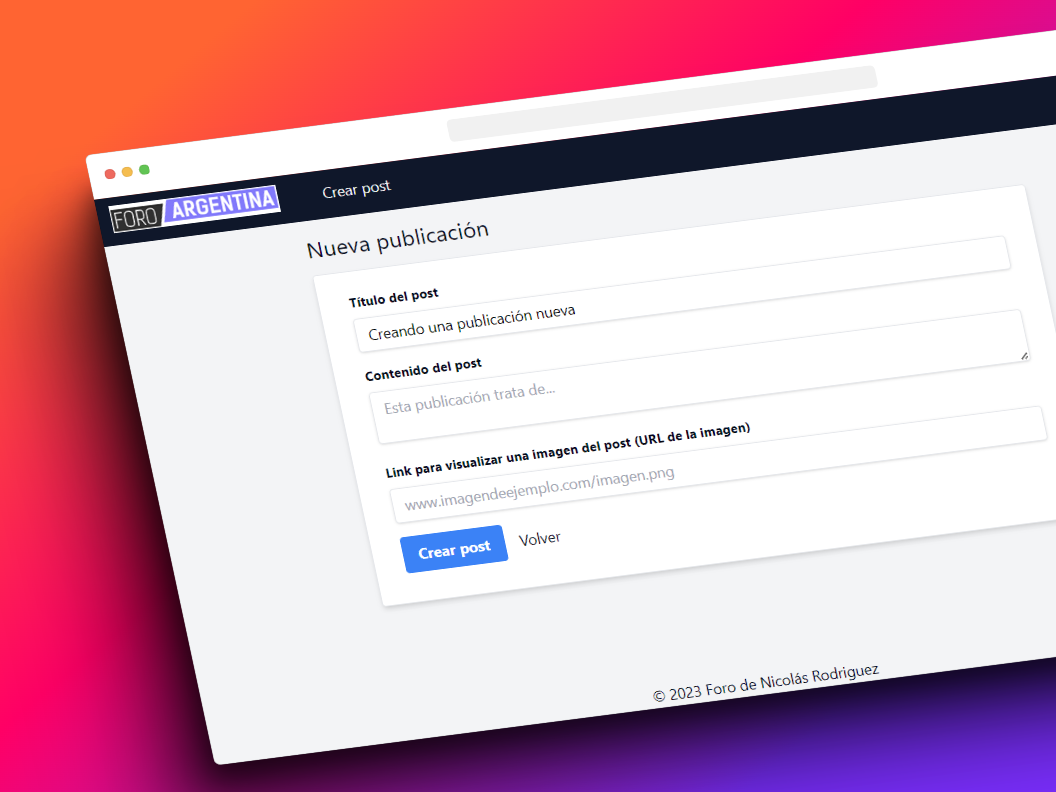 FORO ARGENTINA
Crear post
Nueva publicación
Título del post
Creando una publicación nueva
Contenido del post
Esta publicación trata de...
Link para visualizar una imagen del post (URL de la imagen)
www.imagendeejemplo.com/imagen.png
Crear post
Volver
© 2023 Foro de Nicolás Rodriguez